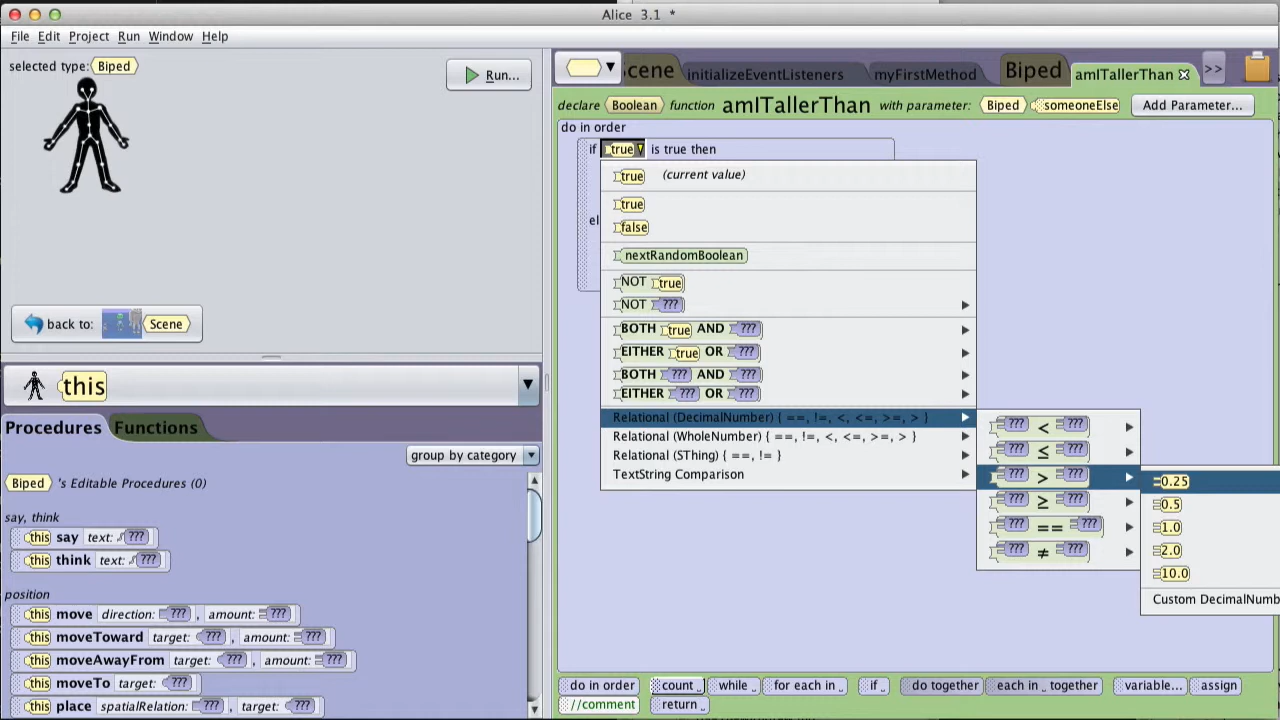 Alice 3.1 *
File Edit Project Run Window Help
selected type: Biped
Run...
back to: Scene
this
Procedures Functions
group by category
Biped 's Editable Procedures (0)
say, think
this say text: ???
this think text: ???
position
this move direction: ??? , amount: ???
this moveToward target: ??? , amount: ???
this moveAwayFrom target: ??? , amount: ???
this moveTo target: ???
this place spatialRelation: ??? , target: ???
Scene initializeEventListeners myFirstMethod Biped amITallerThan >>
declare Boolean function amITallerThan with parameter: Biped someoneElse Add Parameter...
do in order
if true is true then
el
true (current value)
true
false
nextRandomBoolean
NOT true
NOT ???
BOTH true AND ???
EITHER true OR ???
BOTH ??? AND ???
EITHER ??? OR ???
Relational (DecimalNumber) { ==, !=, <, <=, >=, > }
Relational (WholeNumber) { ==, !=, <, <=, >=, > }
Relational (SThing) { ==, != }
TextString Comparison
??? < ???
??? ≤ ???
??? > ???
??? ≥ ???
??? == ???
??? ≠ ???
0.25
0.5
1.0
2.0
10.0
Custom DecimalNumb
do in order count while for each in if do together each in together variable... assign
//comment return